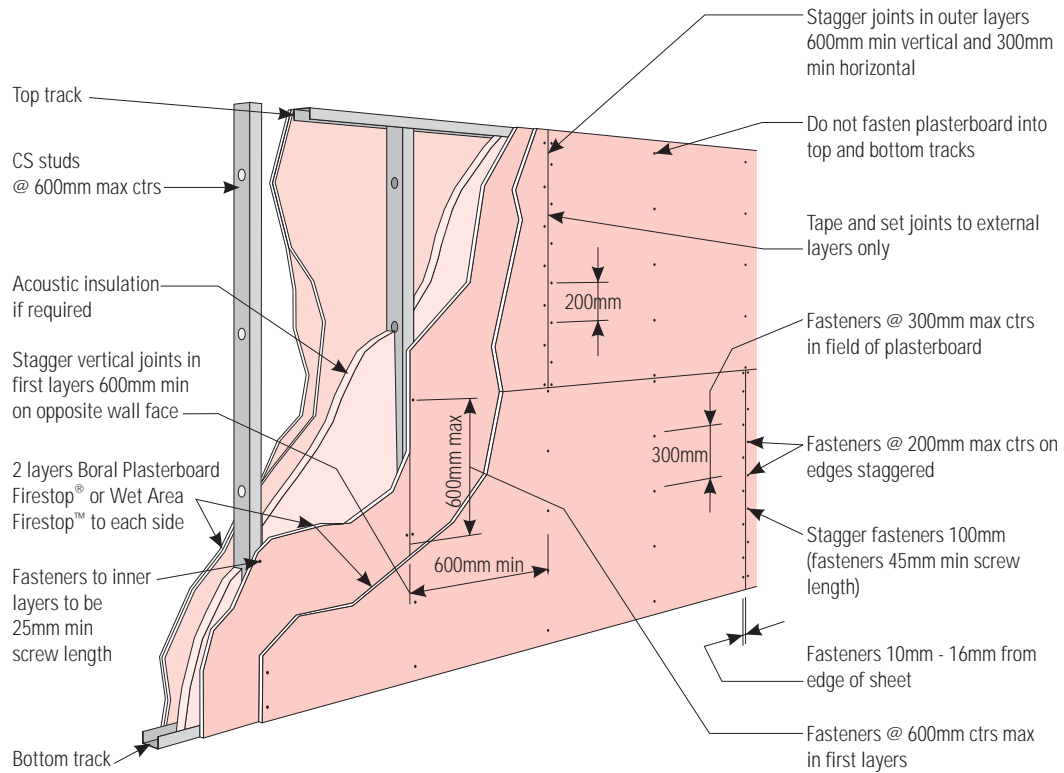 Top track
CS studs
@ 600mm max ctrs
Acoustic insulation
if required
Stagger vertical joints in
first layers 600mm min
on opposite wall face
2 layers Boral Plasterboard
Firestop® or Wet Area
Firestop™ to each side
Fasteners to inner
layers to be
25mm min
screw length
Bottom track
200mm
600mm max
300mm
600mm min
Stagger joints in outer layers
600mm min vertical and 300mm
min horizontal
Do not fasten plasterboard into
top and bottom tracks
Tape and set joints to external
layers only
Fasteners @ 300mm max ctrs
in field of plasterboard
Fasteners @ 200mm max ctrs on
edges staggered
Stagger fasteners 100mm
(fasteners 45mm min screw
length)
Fasteners 10mm - 16mm from
edge of sheet
Fasteners @ 600mm ctrs max
in first layers